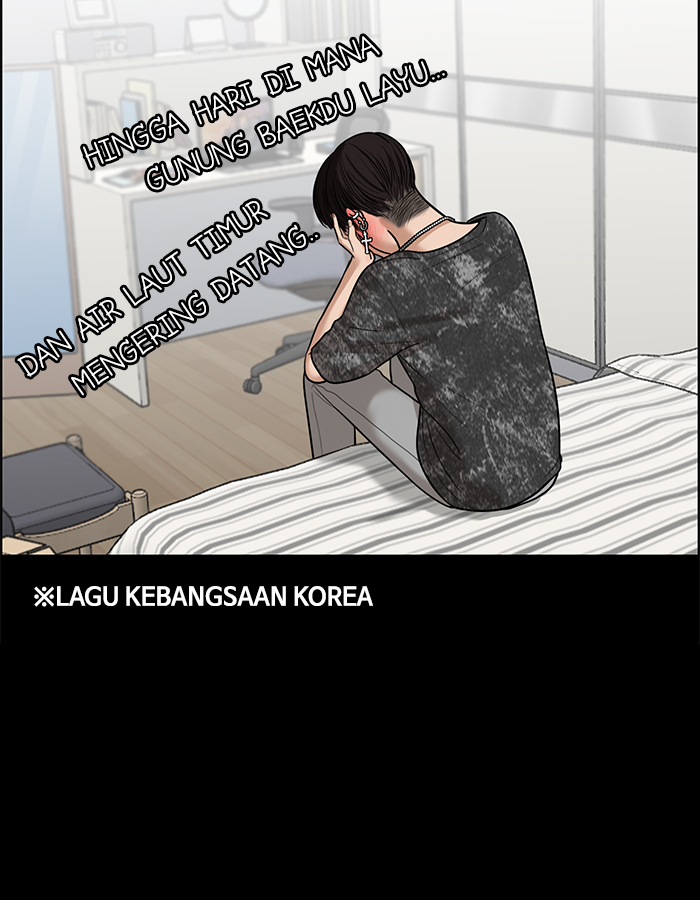 HINGGA HARI DI MANA
GUNUNG BAEKDU LAYU...
DAN AIR LAUT TIMUR
MENGERING DATANG..
※LAGU KEBANGSAAN KOREA